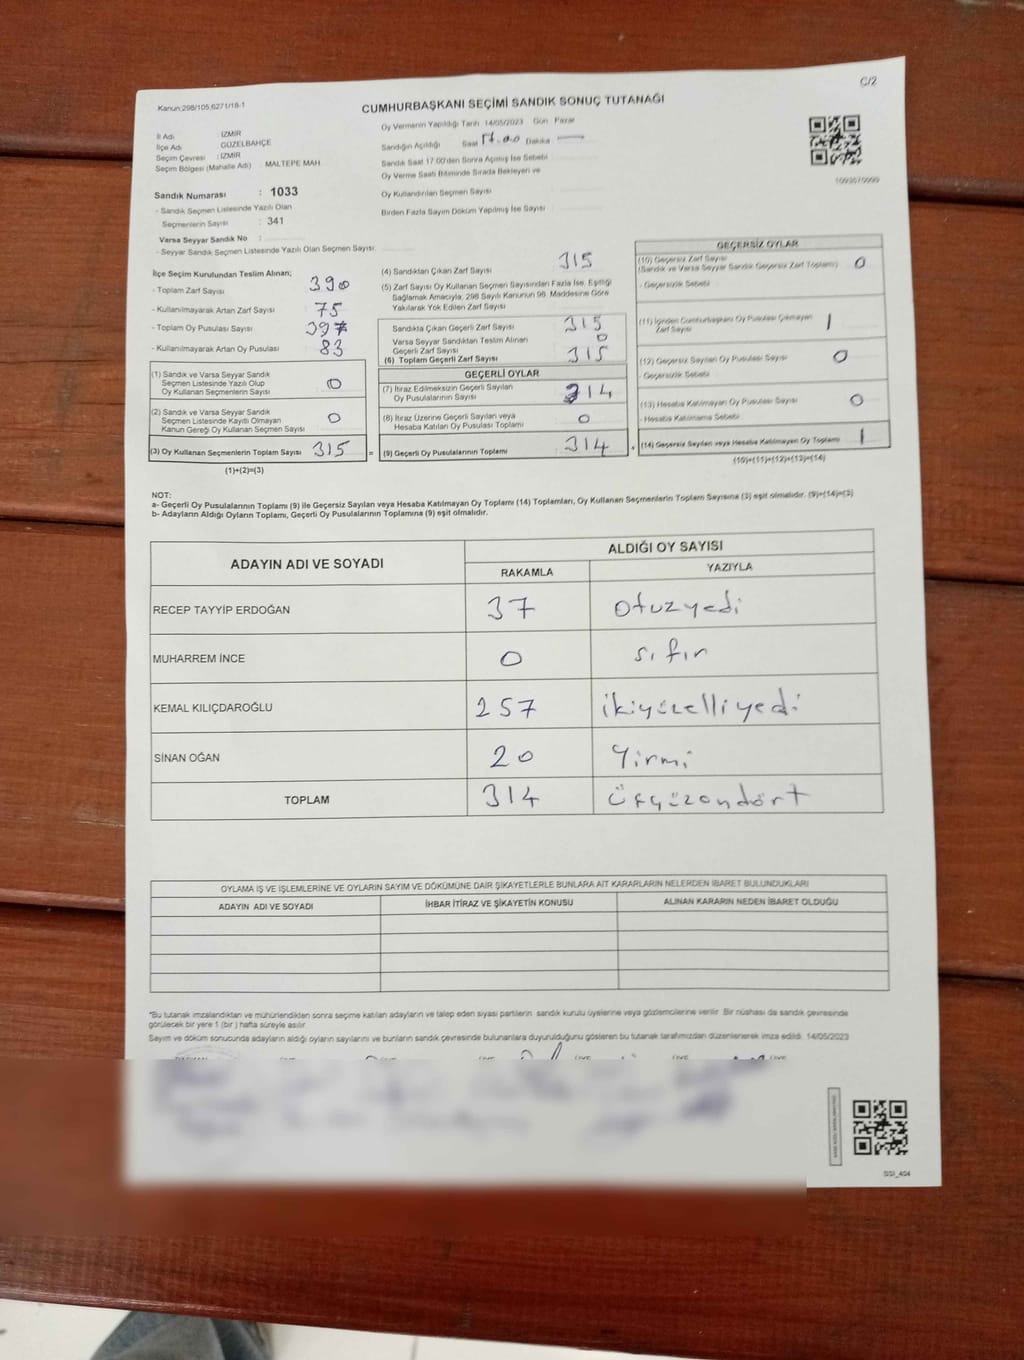 C/2
Kanun:298/105,6271/18-1
CUMHURBAŞKANI SEÇİMİ SANDIK SONUÇ TUTANAĞI
İl Adı : İZMİR
İlçe Adı : GÜZELBAHÇE
Seçim Çevresi : İZMİR
Seçim Bölgesi (Mahalle Adı) : MALTEPE MAH
Sandık Numarası : 1033
- Sandık Seçmen Listesinde Yazılı Olan
Seçmenlerin Sayısı : 341
Varsa Seyyar Sandık No :
- Seyyar Sandık Seçmen Listesinde Yazılı Olan Seçmen Sayısı:
Oy Vermenin Yapıldığı Tarih 14/05/2023 Gün Pazar
Sandığın Açıldığı Saat 17.00 Dakika —
Sandık Saat 17.00'den Sonra Açılmış İse Sebebi
Oy Verme Saati Bitiminde Sırada Bekleyen ve
Oy Kullandırılan Seçmen Sayısı
Birden Fazla Sayım Döküm Yapılmış İse Sayısı
İlçe Seçim Kurulundan Teslim Alınan;
- Toplam Zarf Sayısı 390
- Kullanılmayarak Artan Zarf Sayısı 75
- Toplam Oy Pusulası Sayısı 397
- Kullanılmayarak Artan Oy Pusulası 83
(1) Sandık ve Varsa Seyyar Sandık
Seçmen Listesinde Yazılı Olup
Oy Kullanan Seçmenlerin Sayısı 0
(2) Sandık ve Varsa Seyyar Sandık
Seçmen Listesinde Kayıtlı Olmayan
Kanun Gereği Oy Kullanan Seçmen Sayısı 0
(3) Oy Kullanan Seçmenlerin Toplam Sayısı 315 =
(1)+(2)=(3)
(4) Sandıktan Çıkan Zarf Sayısı 315
(5) Zarf Sayısı Oy Kullanan Seçmen Sayısından Fazla İse, Eşitliği
Sağlamak Amacıyla; 298 Sayılı Kanunun 98. Maddesine Göre
Yakılarak Yok Edilen Zarf Sayısı
Sandıkta Çıkan Geçerli Zarf Sayısı 315
Varsa Seyyar Sandıktan Teslim Alınan
Geçerli Zarf Sayısı 0
(6) Toplam Geçerli Zarf Sayısı 315
GEÇERLİ OYLAR
(7) İtiraz Edilmeksizin Geçerli Sayılan
Oy Pusulalarının Sayısı 314
(8) İtiraz Üzerine Geçerli Sayılan veya
Hesaba Katılan Oy Pusulası Toplamı 0
(9) Geçerli Oy Pusulalarının Toplamı 314 +
GEÇERSİZ OYLAR
(10) Geçersiz Zarf Sayısı
(Sandık ve Varsa Seyyar Sandık Geçersiz Zarf Toplamı) 0
- Geçersizlik Sebebi
(11) İçinden Cumhurbaşkanı Oy Pusulası Çıkmayan
Zarf Sayısı 1
(12) Geçersiz Sayılan Oy Pusulası Sayısı 0
- Geçersizlik Sebebi
(13) Hesaba Katılmayan Oy Pusulası Sayısı 0
- Hesaba Katılmama Sebebi
(14) Geçersiz Sayılan veya Hesaba Katılmayan Oy Toplamı 1
(10)+(11)+(12)+(13)=(14)
NOT:
a- Geçerli Oy Pusulalarının Toplamı (9) ile Geçersiz Sayılan veya Hesaba Katılmayan Oy Toplamı (14) Toplamları, Oy Kullanan Seçmenlerin Toplam Sayısına (3) eşit olmalıdır. (9)+(14)=(3)
b- Adayların Aldığı Oyların Toplamı, Geçerli Oy Pusulalarının Toplamına (9) eşit olmalıdır.
ADAYIN ADI VE SOYADI ALDIĞI OY SAYISI
RAKAMLA YAZIYLA
RECEP TAYYİP ERDOĞAN 37 otuzyedi
MUHARREM İNCE 0 sıfır
KEMAL KILIÇDAROĞLU 257 ikiyüzelliyedi
SİNAN OĞAN 20 Yirmi
TOPLAM 314 üçyüzondört
OYLAMA İŞ VE İŞLEMLERİNE VE OYLARIN SAYIM VE DÖKÜMÜNE DAİR ŞİKAYETLERLE BUNLARA AİT KARARLARIN NELERDEN İBARET BULUNDUKLARI
ADAYIN ADI VE SOYADI İHBAR İTİRAZ VE ŞİKAYETİN KONUSU ALINAN KARARIN NEDEN İBARET OLDUĞU
*Bu tutanak imzalandıktan ve mühürlendikten sonra seçime katılan adayların ve talep eden siyasi partilerin sandık kurulu üyelerine veya gözlemcilerine verilir. Bir nüshası da sandık çevresinde
görülecek bir yere 1 (bir) hafta süreyle asılır.
Sayım ve döküm sonucunda adayların aldığı oyların sayılarını ve bunların sandık çevresinde bulunanlara duyurulduğunu gösteren bu tutanak tarafımızdan düzenlenerek imza edildi. 14/05/2023